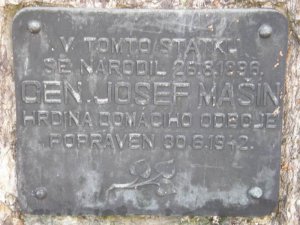 V TOMTO STATKU
SE NARODIL 26.8.1896
GEN. JOSEF MAŠÍN
HRDINA DOMÁCÍHO ODBOJE
POPRAVEN 30.6.1942.